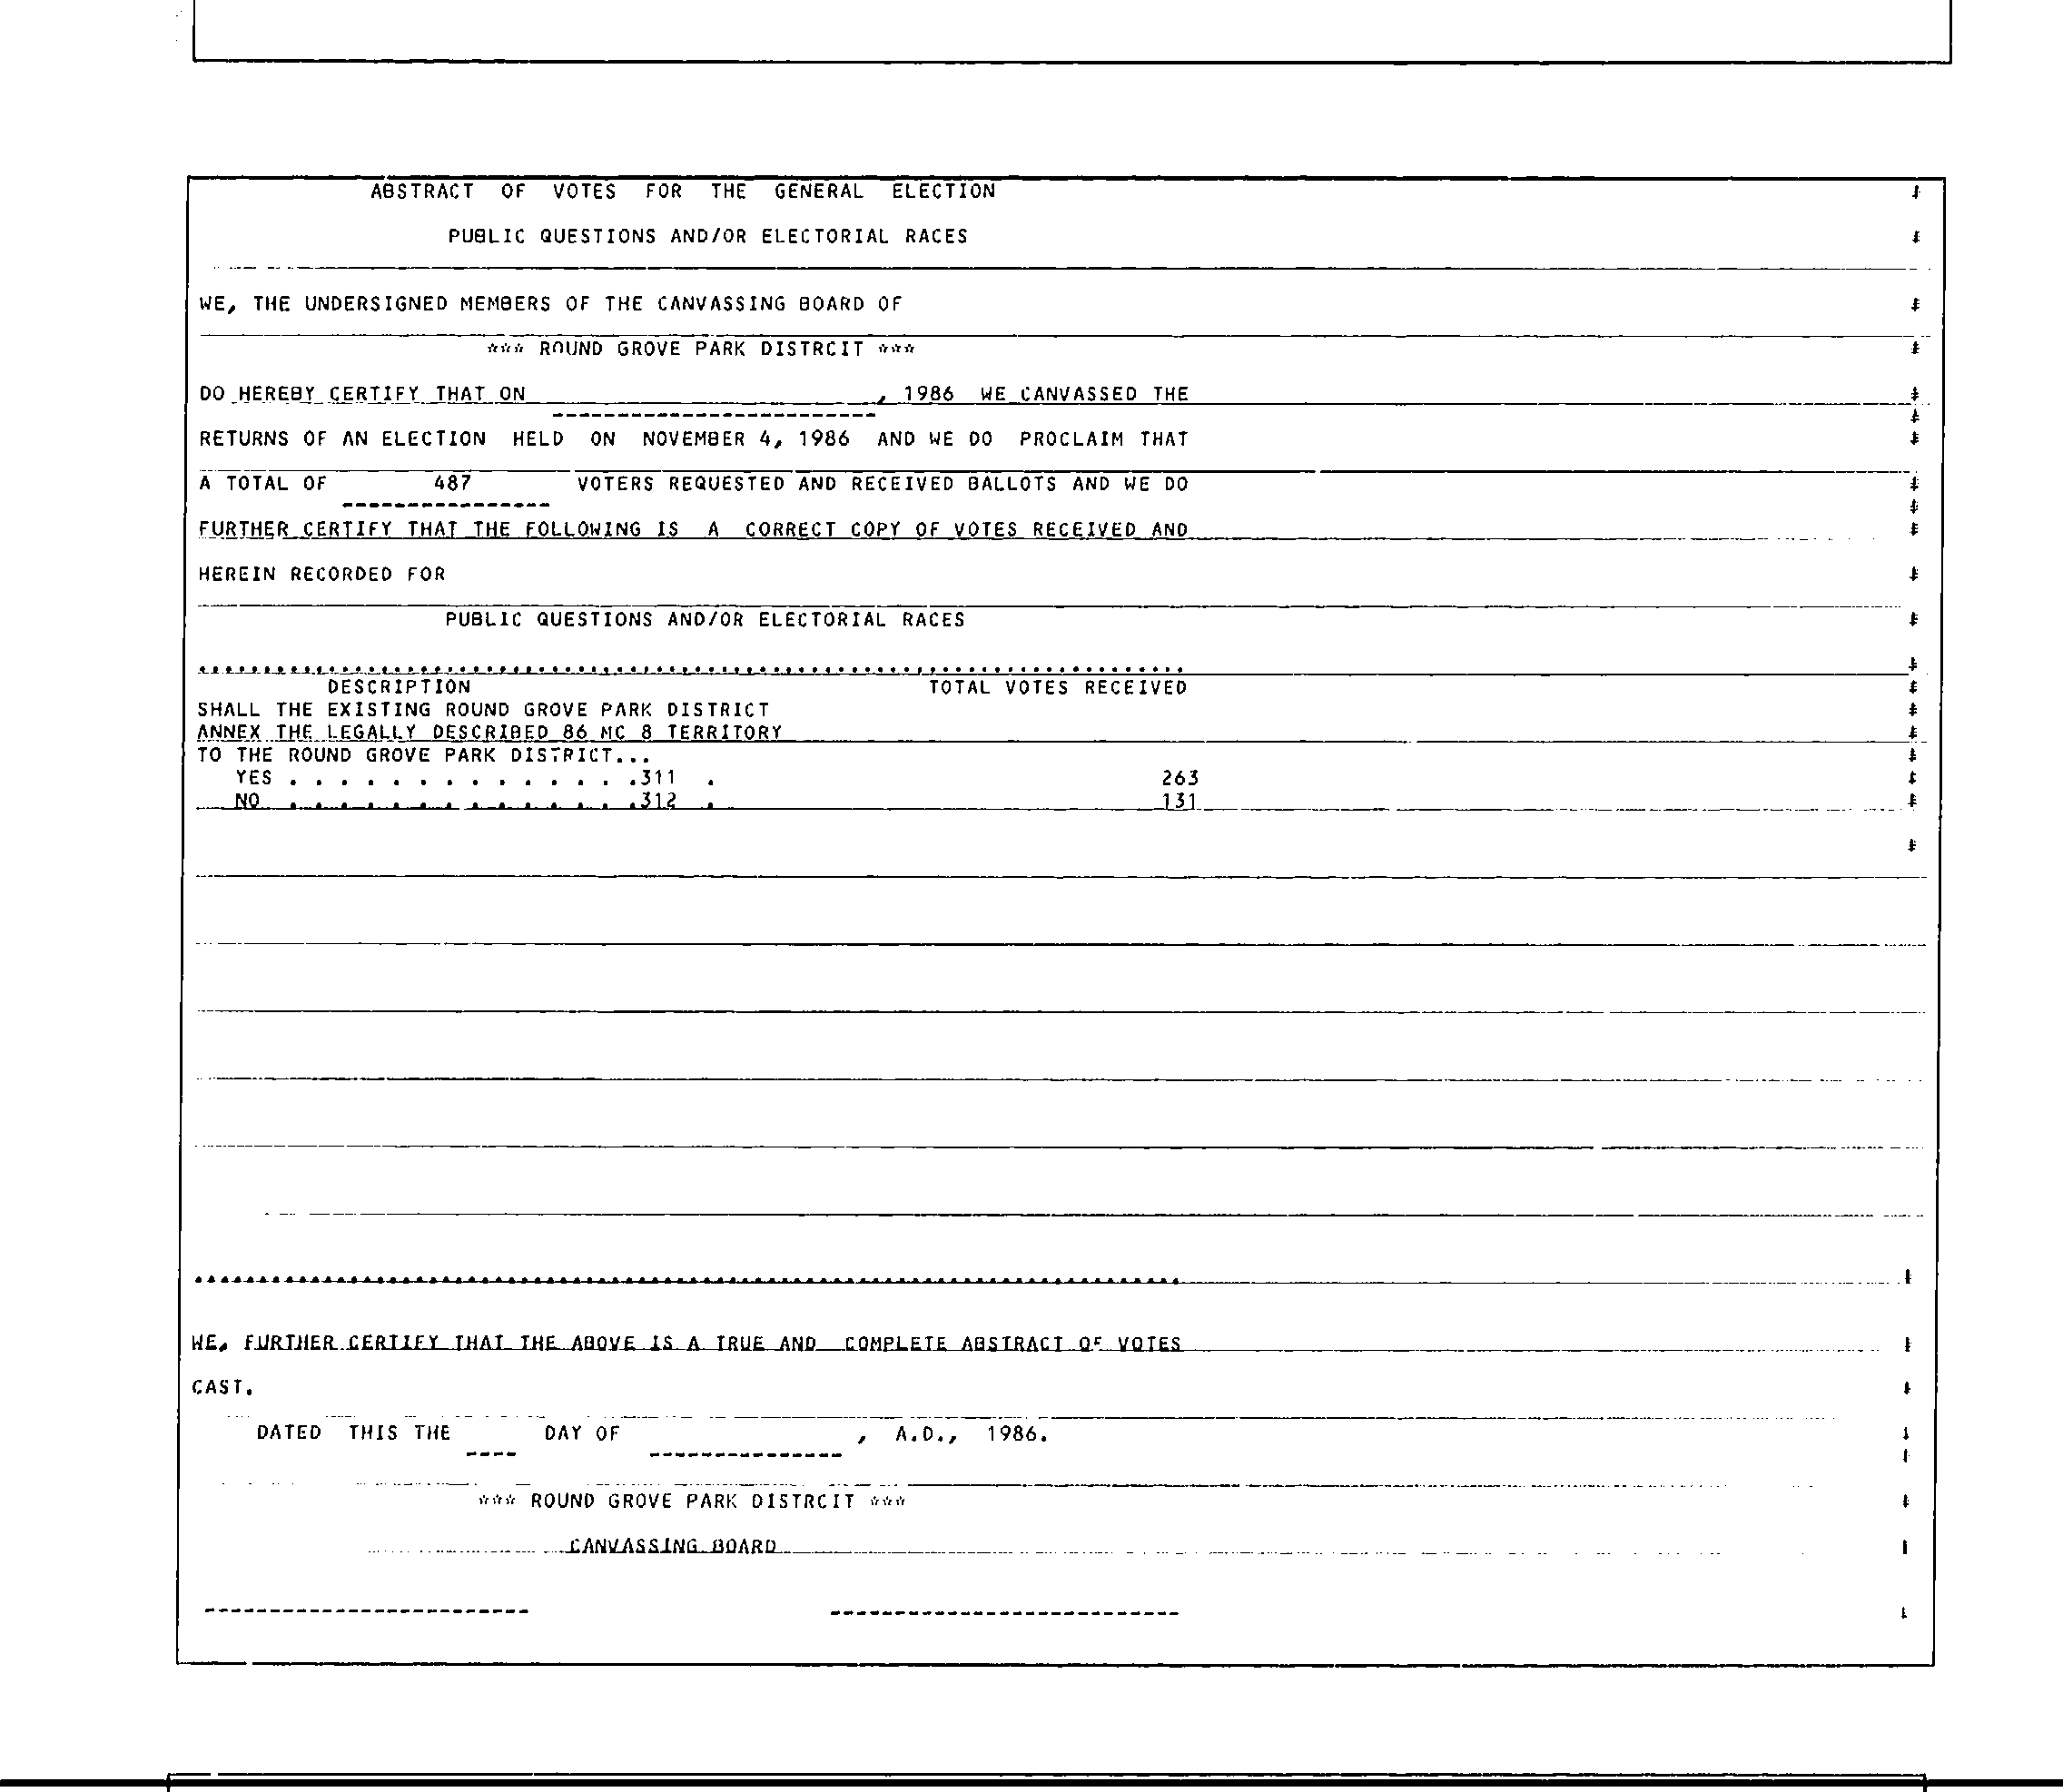 ABSTRACT OF VOTES FOR THE GENERAL ELECTION
PUBLIC QUESTIONS AND/OR ELECTORIAL RACES
WE, THE UNDERSIGNED MEMBERS OF THE CANVASSING BOARD OF
*** ROUND GROVE PARK DISTRCIT ***
DO HEREBY CERTIFY THAT ON , 1986 WE CANVASSED THE
RETURNS OF AN ELECTION HELD ON NOVEMBER 4, 1986 AND WE DO PROCLAIM THAT
A TOTAL OF 487 VOTERS REQUESTED AND RECEIVED BALLOTS AND WE DO
FURTHER CERTIFY THAT THE FOLLOWING IS A CORRECT COPY OF VOTES RECEIVED AND
HEREIN RECORDED FOR
PUBLIC QUESTIONS AND/OR ELECTORIAL RACES
DESCRIPTION TOTAL VOTES RECEIVED
SHALL THE EXISTING ROUND GROVE PARK DISTRICT
ANNEX THE LEGALLY DESCRIBED 86 MC 8 TERRITORY
TO THE ROUND GROVE PARK DISTRICT...
YES . . . . . . . . . . . . . .311 . 263
NO . . . . . . . . . . . . . .312 . 131
WE, FURTHER CERTIFY THAT THE ABOVE IS A TRUE AND COMPLETE ABSTRACT OF VOTES
CAST.
DATED THIS THE ---- DAY OF --------------- , A.D., 1986.
*** ROUND GROVE PARK DISTRCIT ***
CANVASSING BOARD